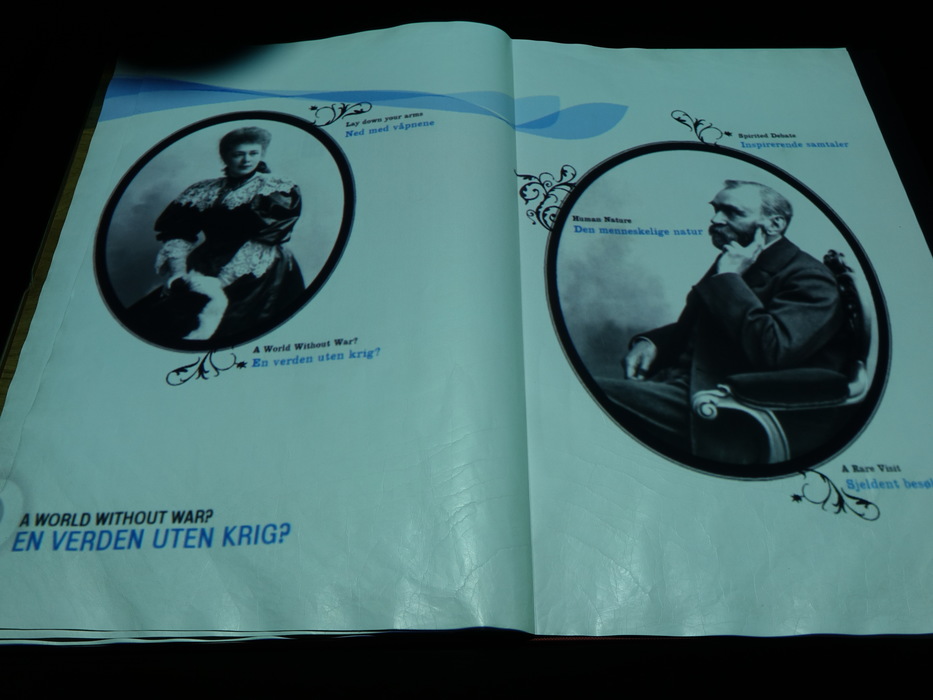 Lay down your arms
Ned med våpnene
A World Without War?
En verden uten krig?
A WORLD WITHOUT WAR?
EN VERDEN UTEN KRIG?
Spirited Debate
Inspirerende samtaler
Human Nature
Den menneskelige natur
A Rare Visit
Sjeldent